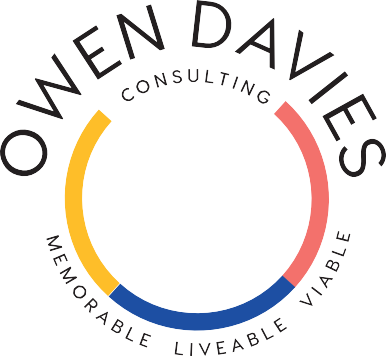 OWEN DAVIES
CONSULTING
MEMORABLE LIVEABLE VIABLE